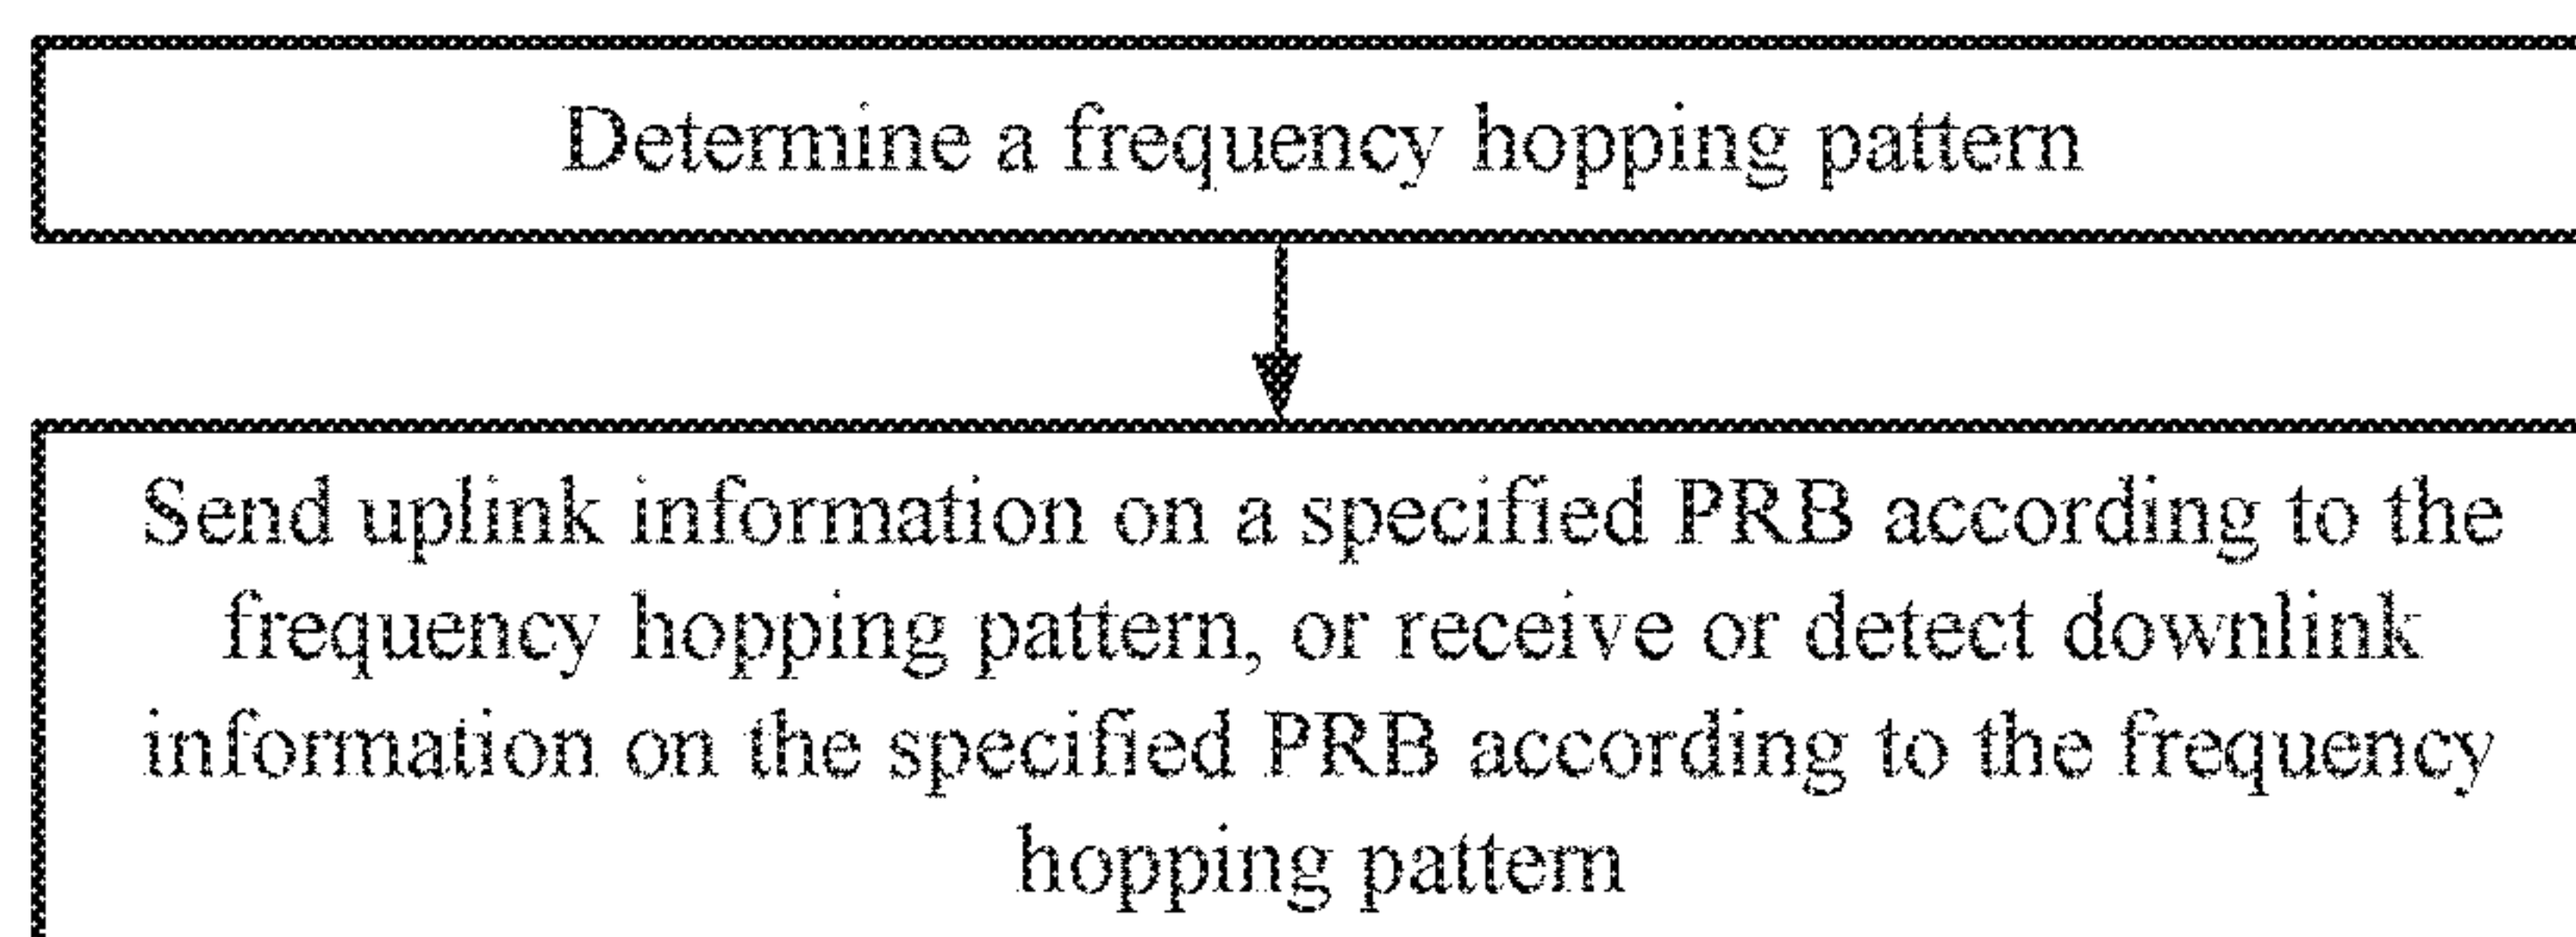 Determine a frequency hopping pattern
Send uplink information on a specified PRB according to the
frequency hopping pattern, or receive or detect downlink
information on the specified PRB according to the frequency
hopping pattern